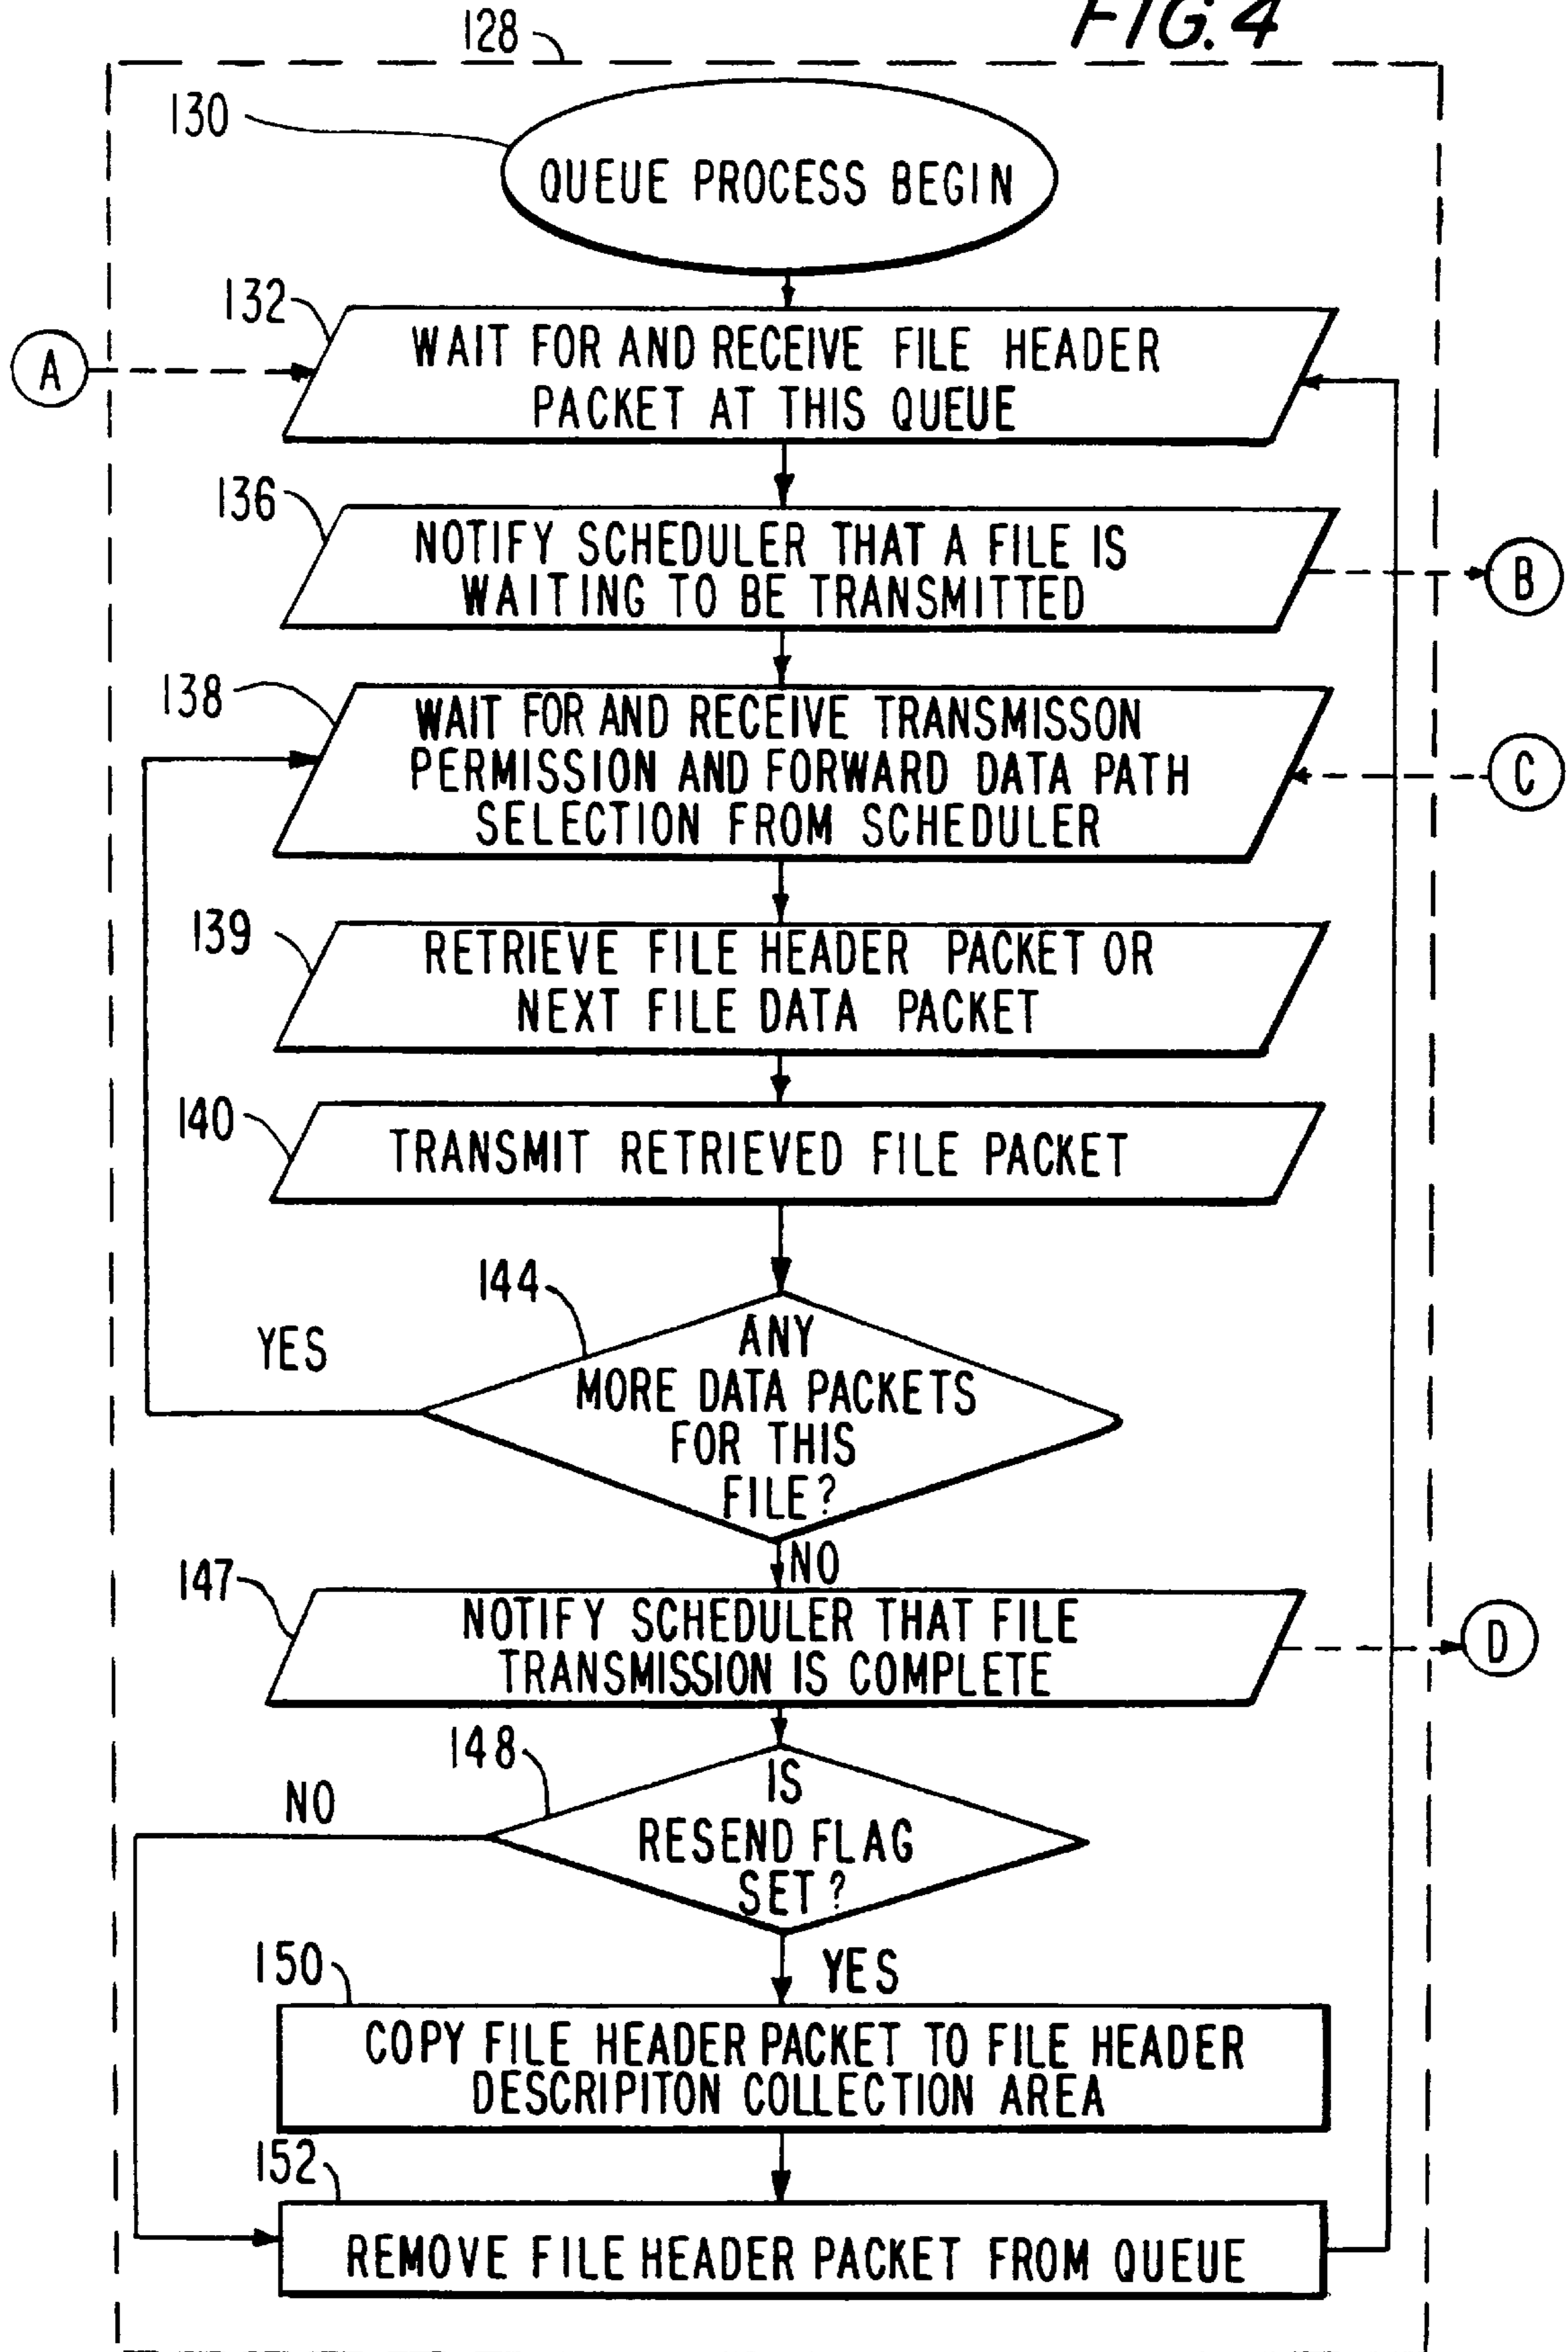 FIG. 4
128
130
QUEUE PROCESS BEGIN
132
A
WAIT FOR AND RECEIVE FILE HEADER
PACKET AT THIS QUEUE
136
NOTIFY SCHEDULER THAT A FILE IS
WAITING TO BE TRANSMITTED
B
138
WAIT FOR AND RECEIVE TRANSMISSON
PERMISSION AND FORWARD DATA PATH
SELECTION FROM SCHEDULER
C
139
RETRIEVE FILE HEADER PACKET OR
NEXT FILE DATA PACKET
140
TRANSMIT RETRIEVED FILE PACKET
144
YES
ANY
MORE DATA PACKETS
FOR THIS
FILE?
NO
147
NOTIFY SCHEDULER THAT FILE
TRANSMISSION IS COMPLETE
D
148
NO
IS
RESEND FLAG
SET?
YES
150
COPY FILE HEADER PACKET TO FILE HEADER
DESCRIPITON COLLECTION AREA
152
REMOVE FILE HEADER PACKET FROM QUEUE